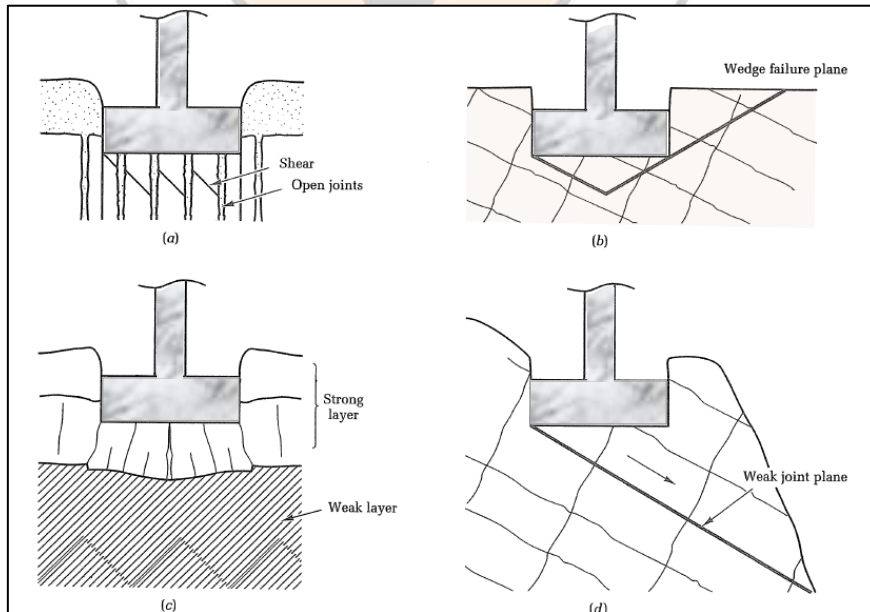 Shear
Open joints
(a)
Wedge failure plane
(b)
Strong
layer
Weak layer
(c)
Weak joint plane
(d)